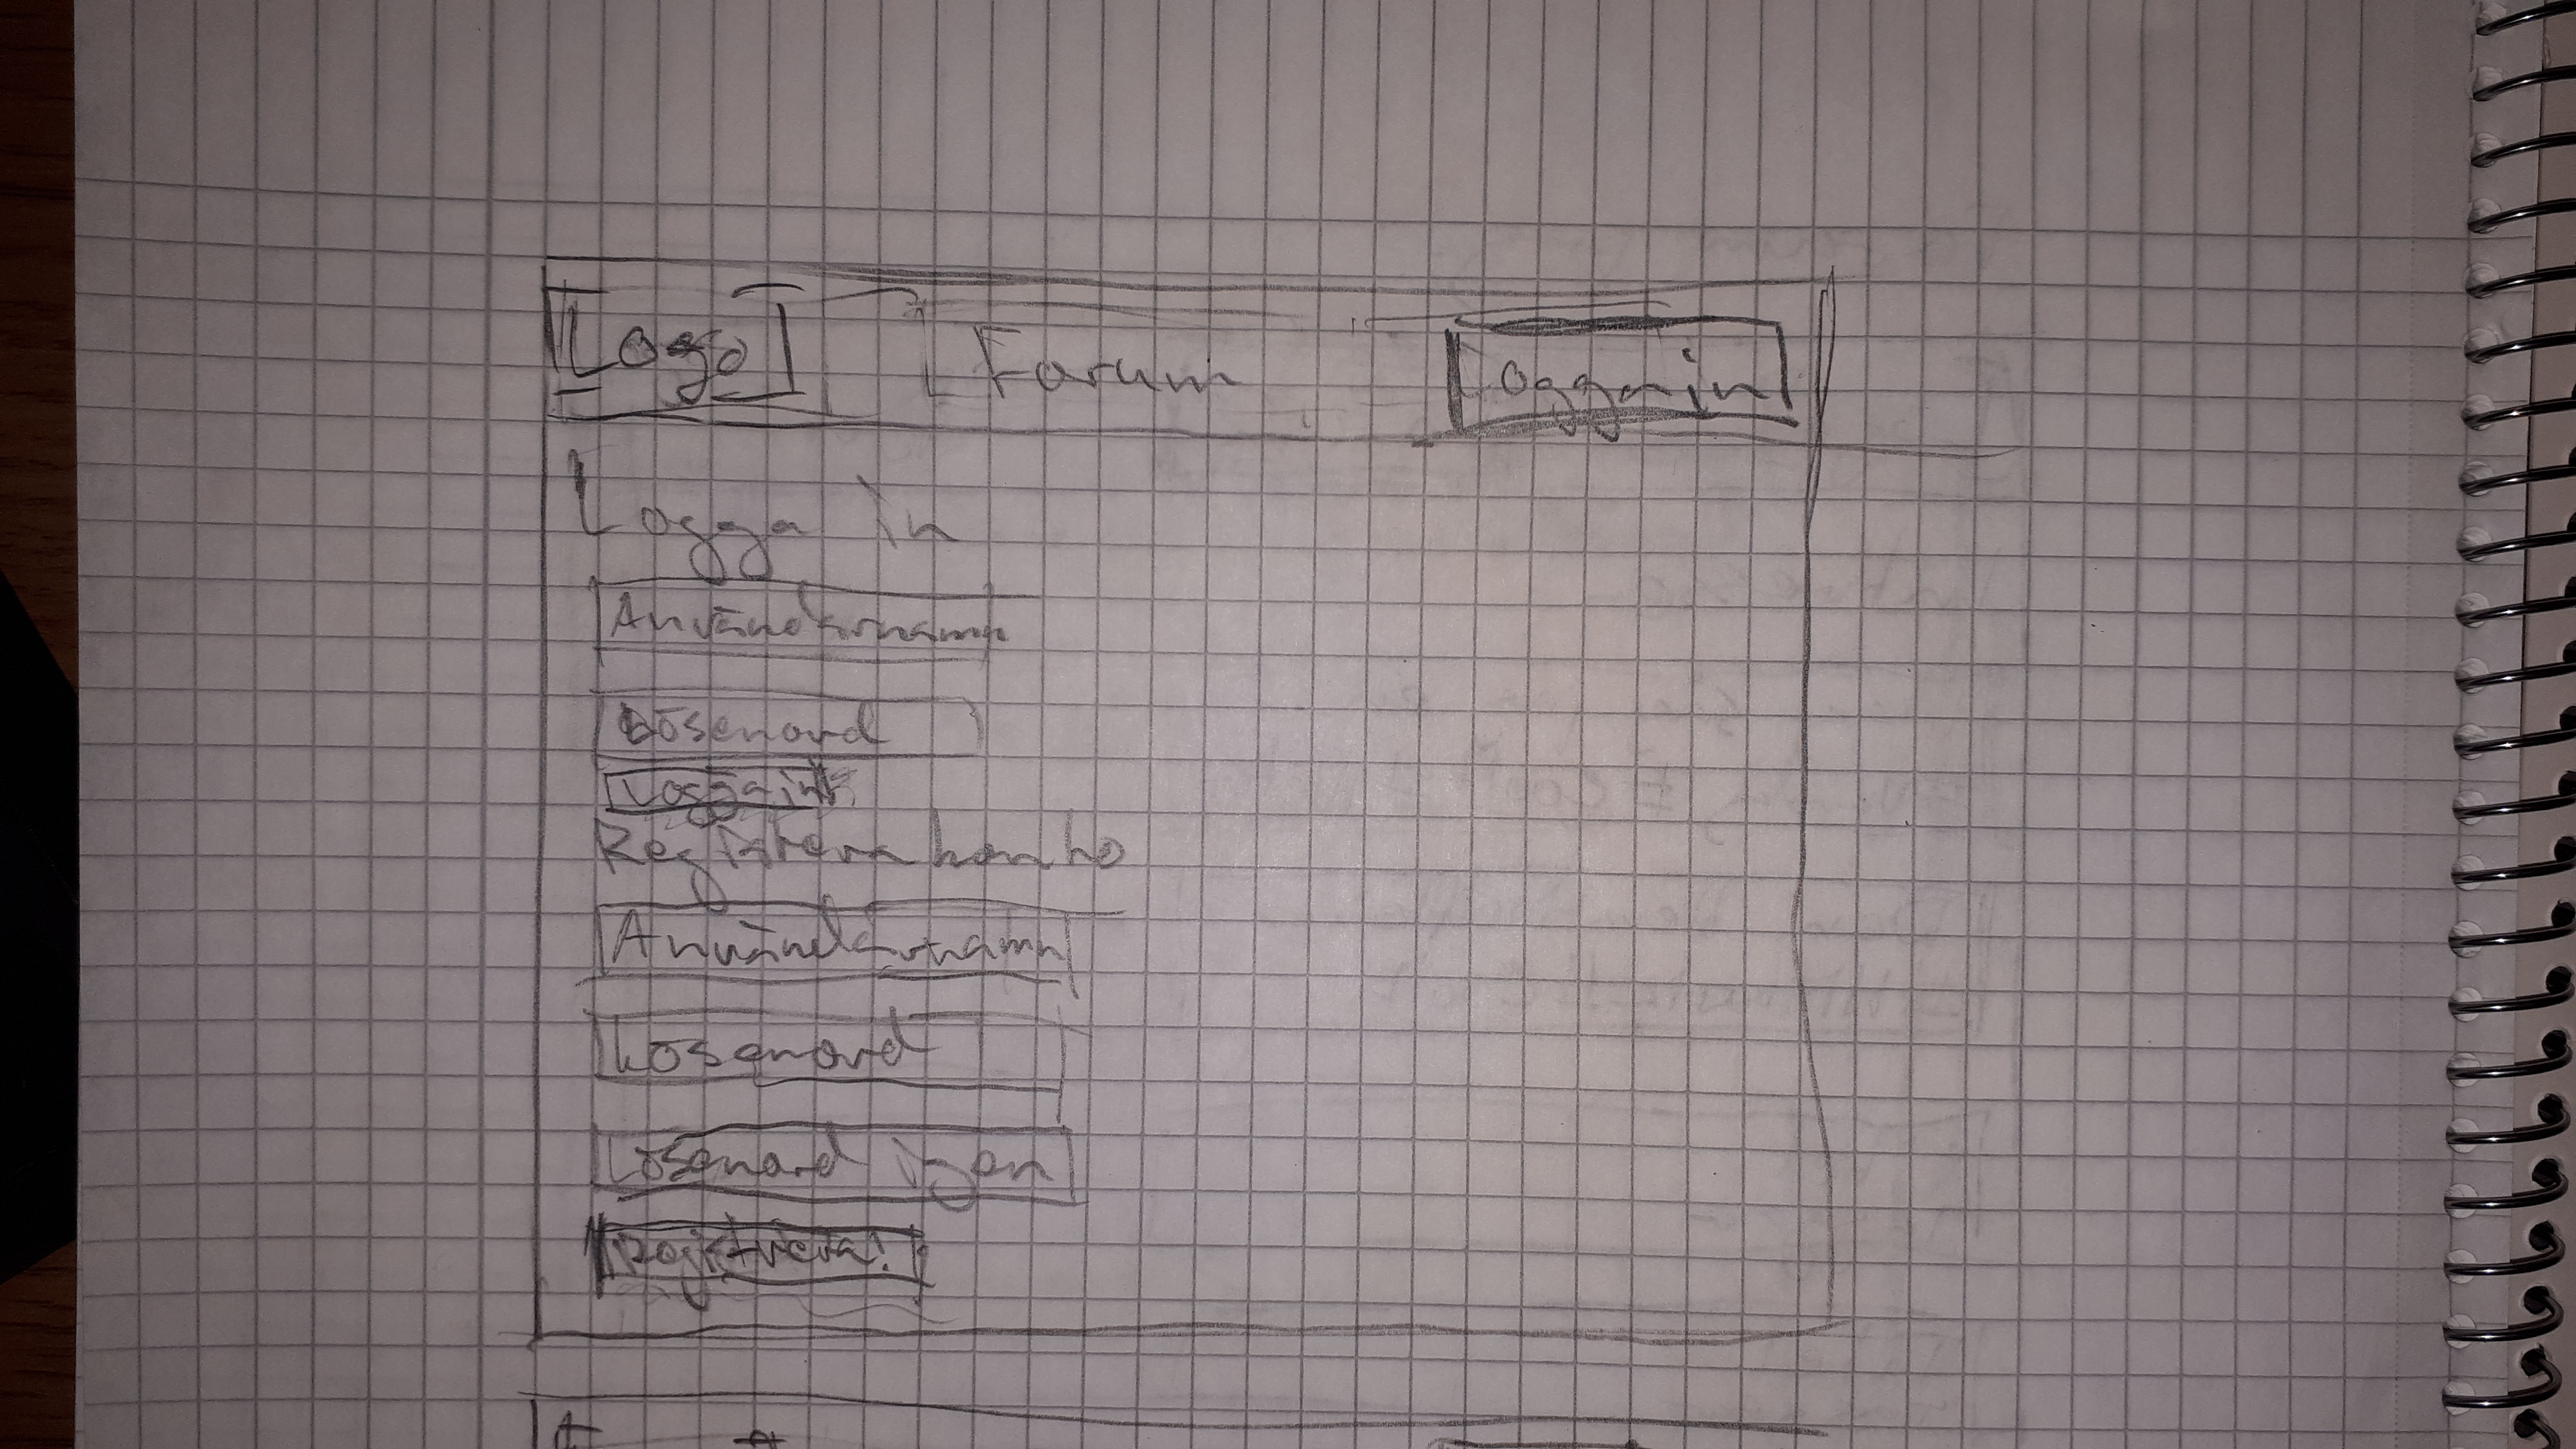 Logo Forum Logga in
Logga in
Användarnamn
Lösenord
Logga in
Registrera konto
Användarnamn
Lösenord
Lösenord igen
Registrera!